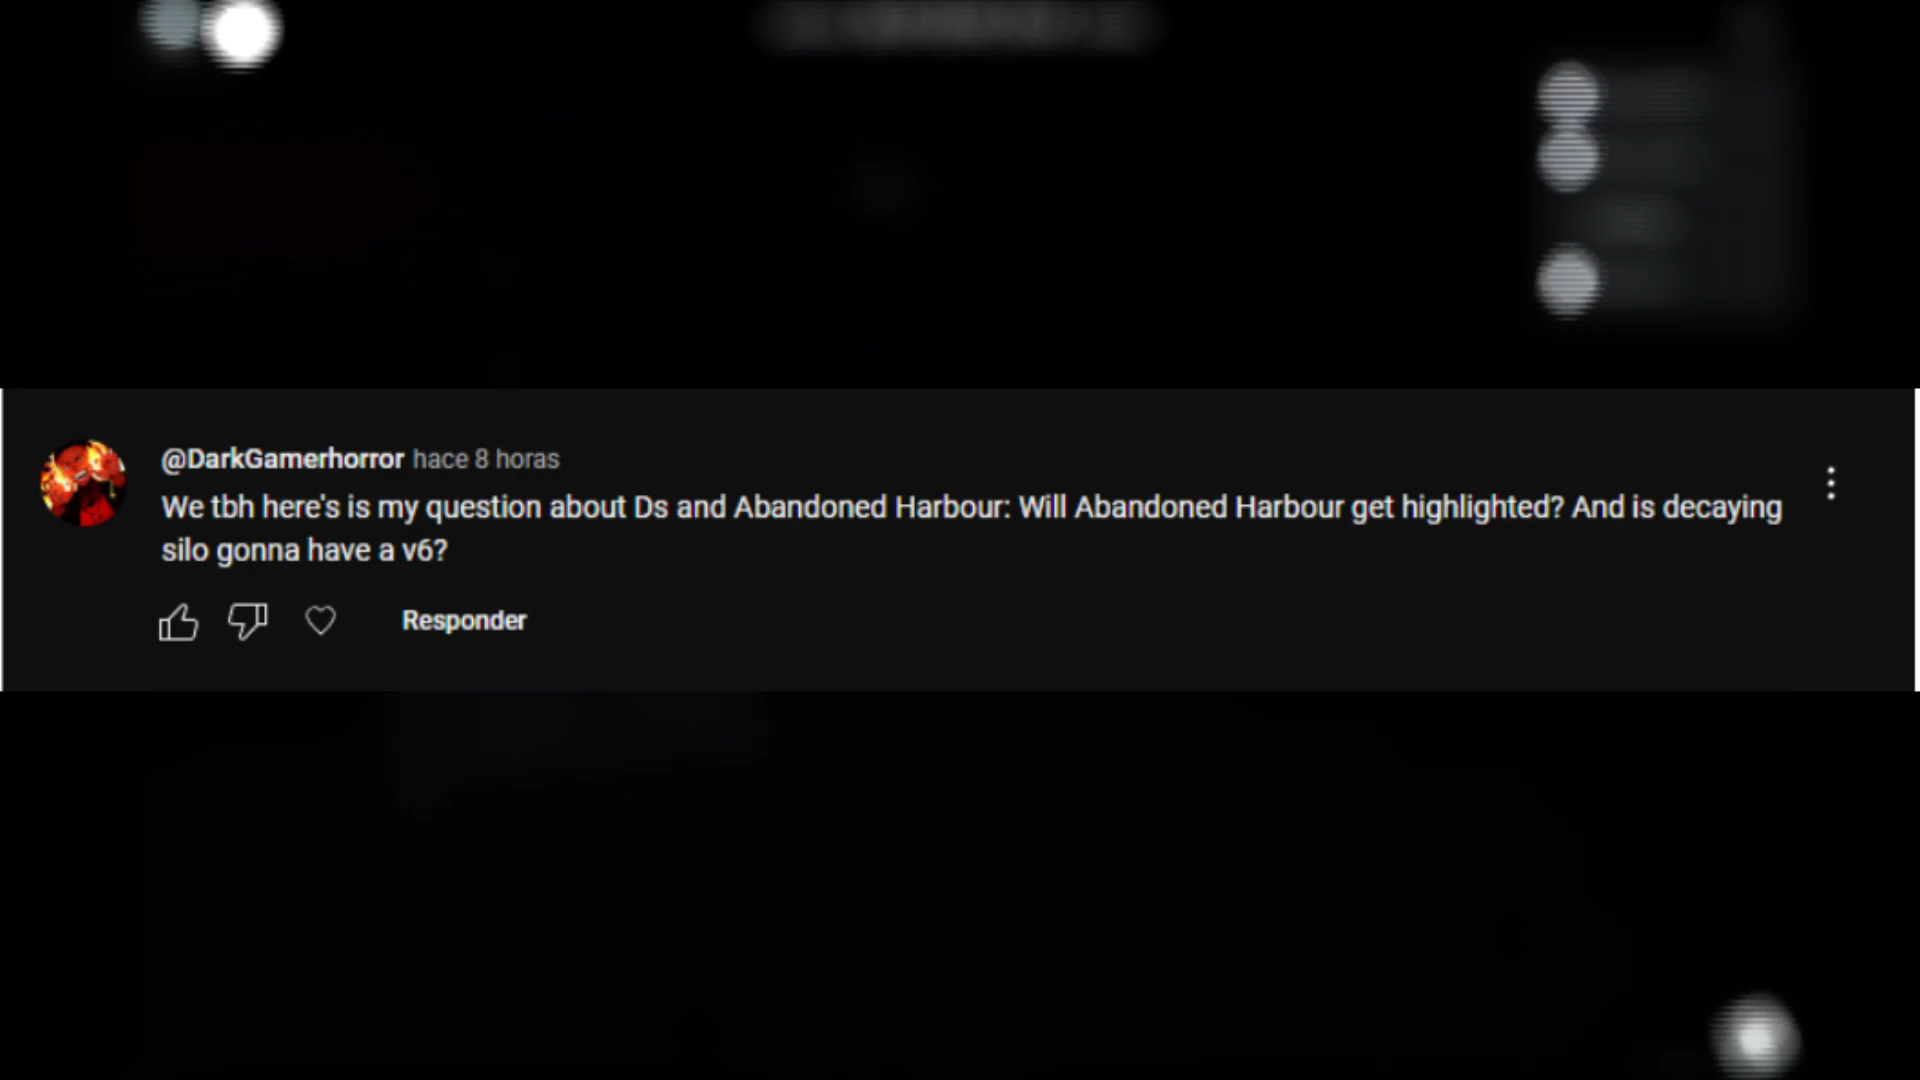 @DarkGamerhorror hace 8 horas
We tbh here's is my question about Ds and Abandoned Harbour: Will Abandoned Harbour get highlighted? And is decaying
silo gonna have a v6?
Responder